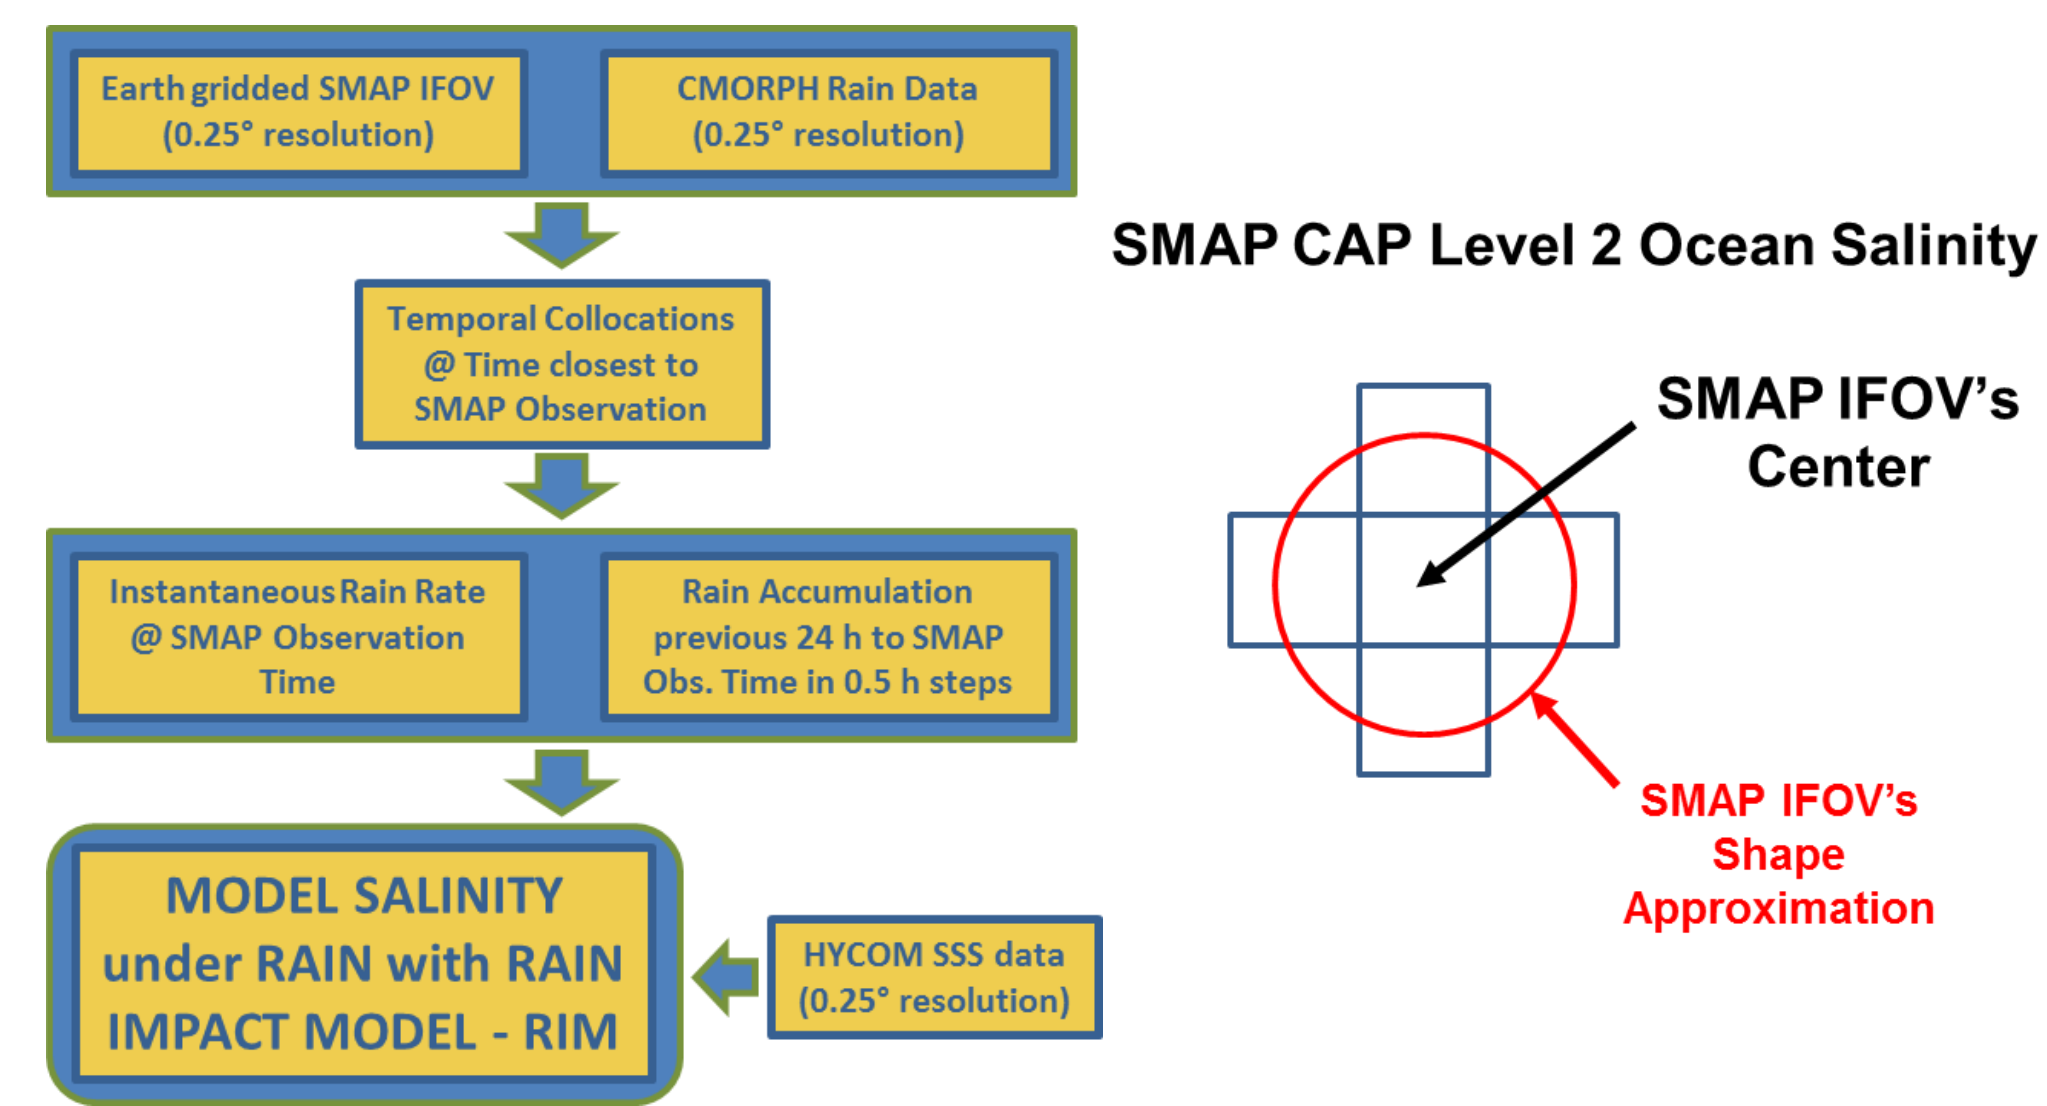 Earth gridded SMAP IFOV
(0.25° resolution)
CMORPH Rain Data
(0.25° resolution)
Temporal Collocations
@ Time closest to
SMAP Observation
Instantaneous Rain Rate
@ SMAP Observation
Time
Rain Accumulation
previous 24 h to SMAP
Obs. Time in 0.5 h steps
MODEL SALINITY
under RAIN with RAIN
IMPACT MODEL - RIM
HYCOM SSS data
(0.25° resolution)
SMAP CAP Level 2 Ocean Salinity
SMAP IFOV’s
Center
SMAP IFOV’s
Shape
Approximation